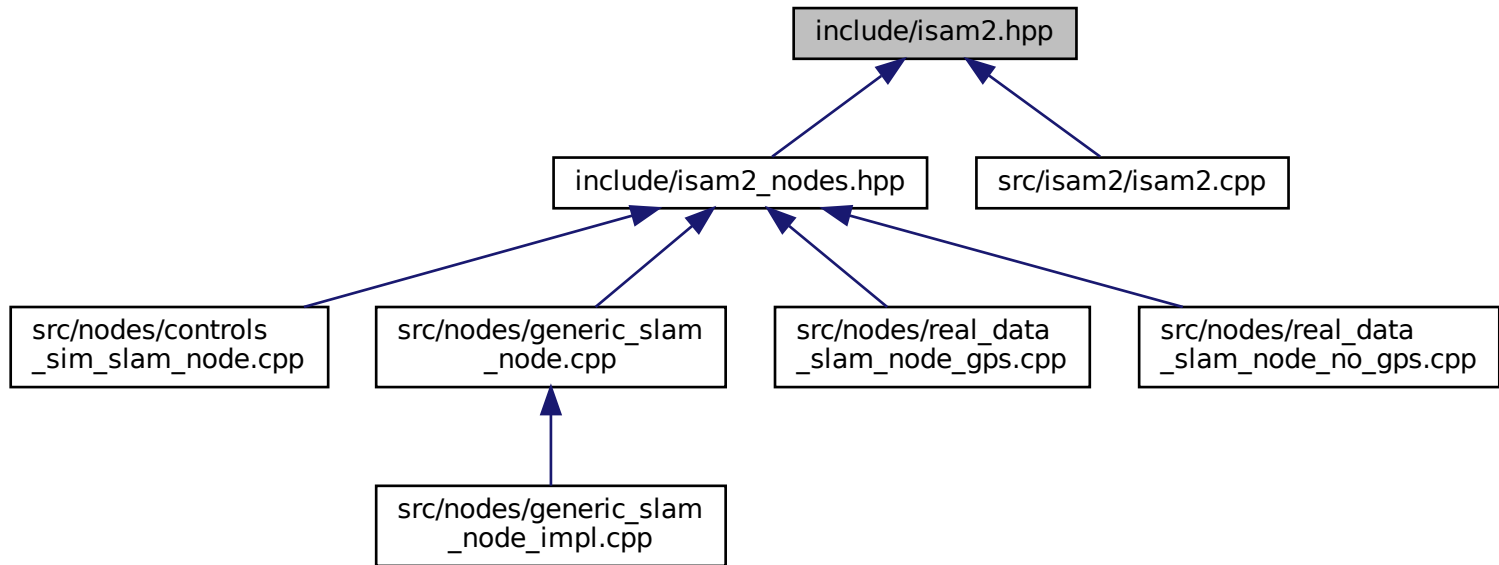 include/isam2.hpp
include/isam2_nodes.hpp
src/isam2/isam2.cpp
src/nodes/controls
_sim_slam_node.cpp
src/nodes/generic_slam
_node.cpp
src/nodes/real_data
_slam_node_gps.cpp
src/nodes/real_data
_slam_node_no_gps.cpp
src/nodes/generic_slam
_node_impl.cpp